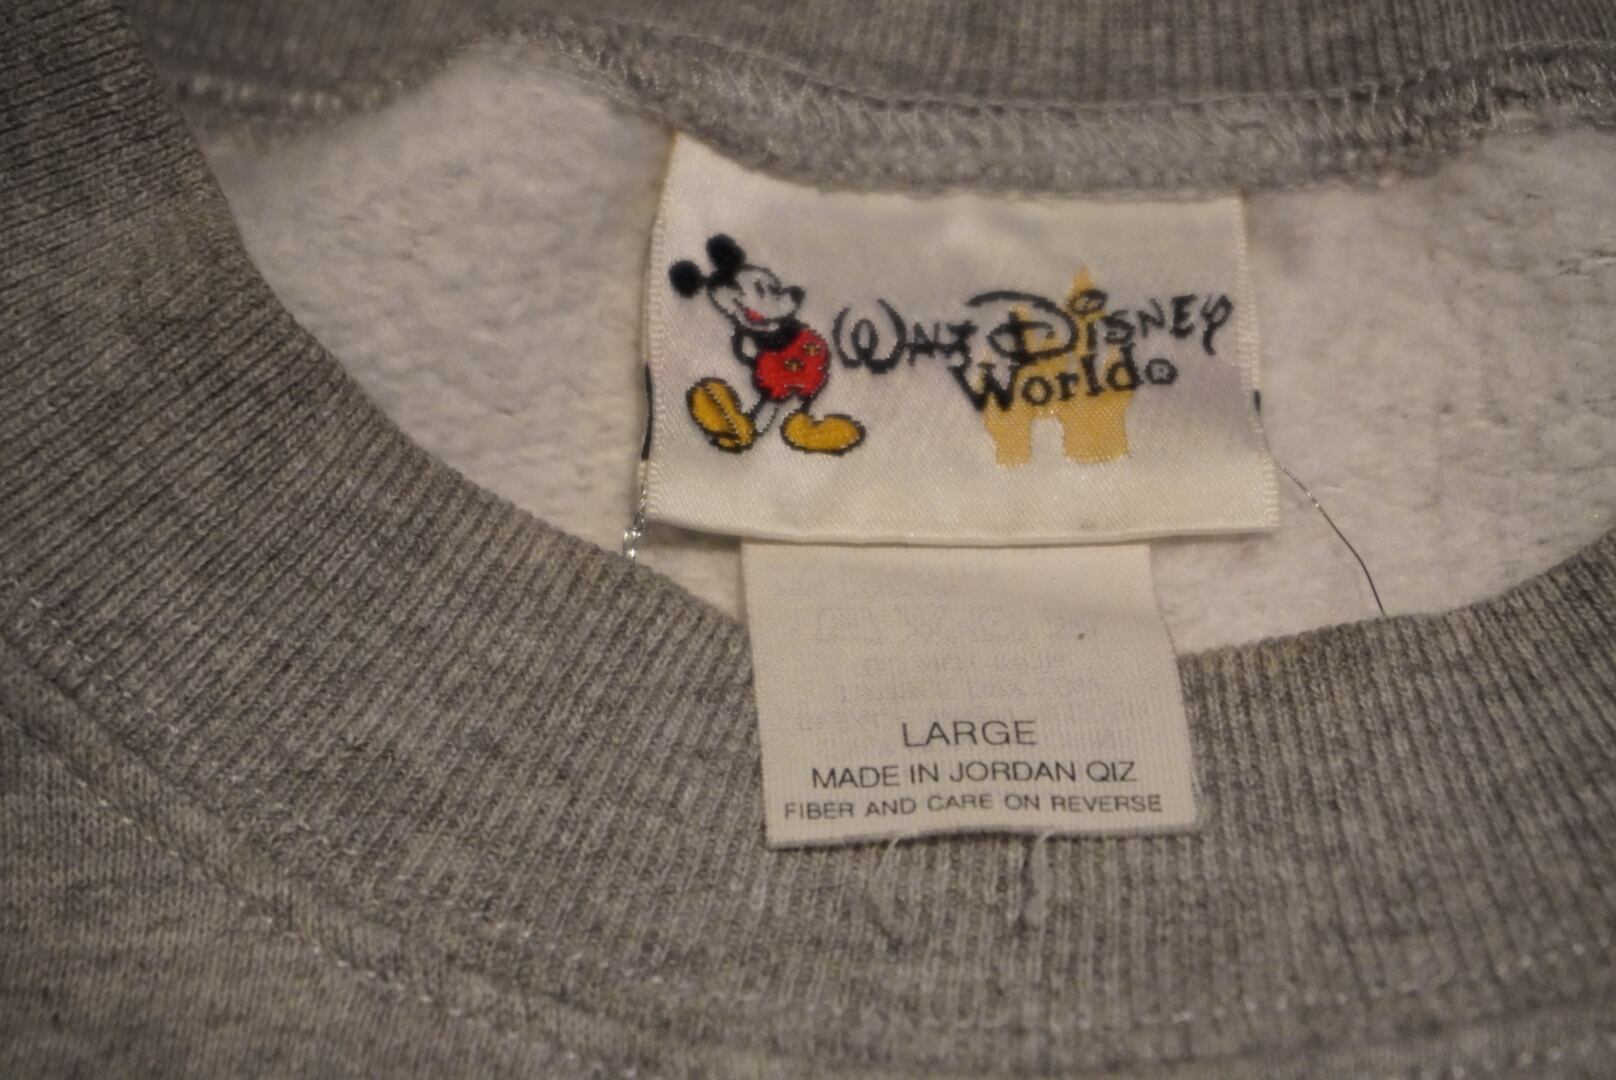 WALT DISNEY
World®
LARGE
MADE IN JORDAN QIZ
FIBER AND CARE ON REVERSE